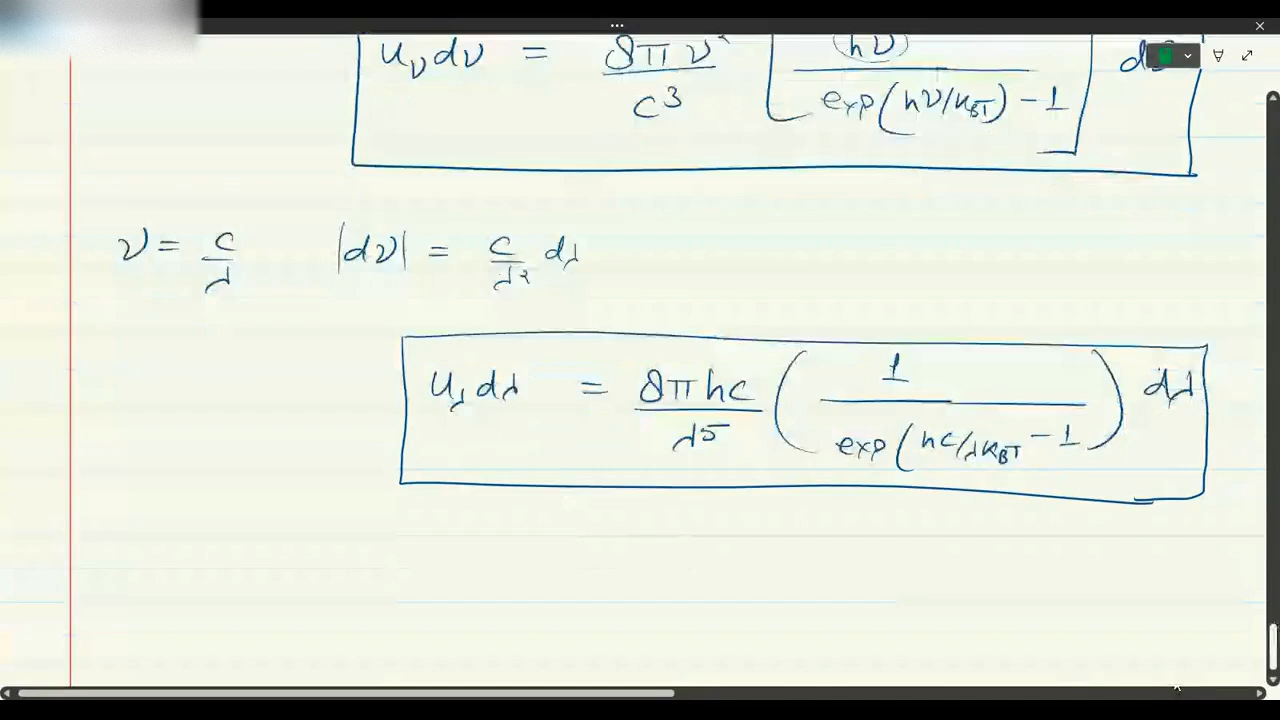 u_ν dν = 8πν² / c³ [ hν / exp(hν/k_BT) - 1 ] dν
ν = c/λ |dν| = c/λ² dλ
u_λ dλ = 8πhc / λ⁵ ( 1 / exp(hc/λk_BT - 1 ) dλ